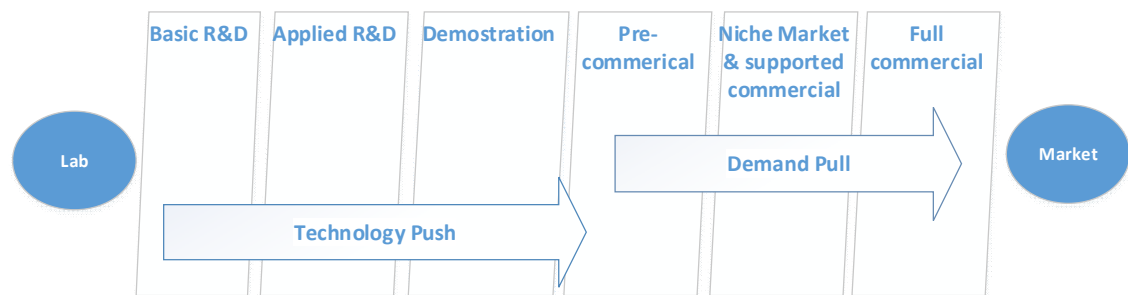 Basic R&D
Applied R&D
Demostration
Pre-
commerical
Niche Market
& supported
commercial
Full
commercial
Lab
Demand Pull
Market
Technology Push